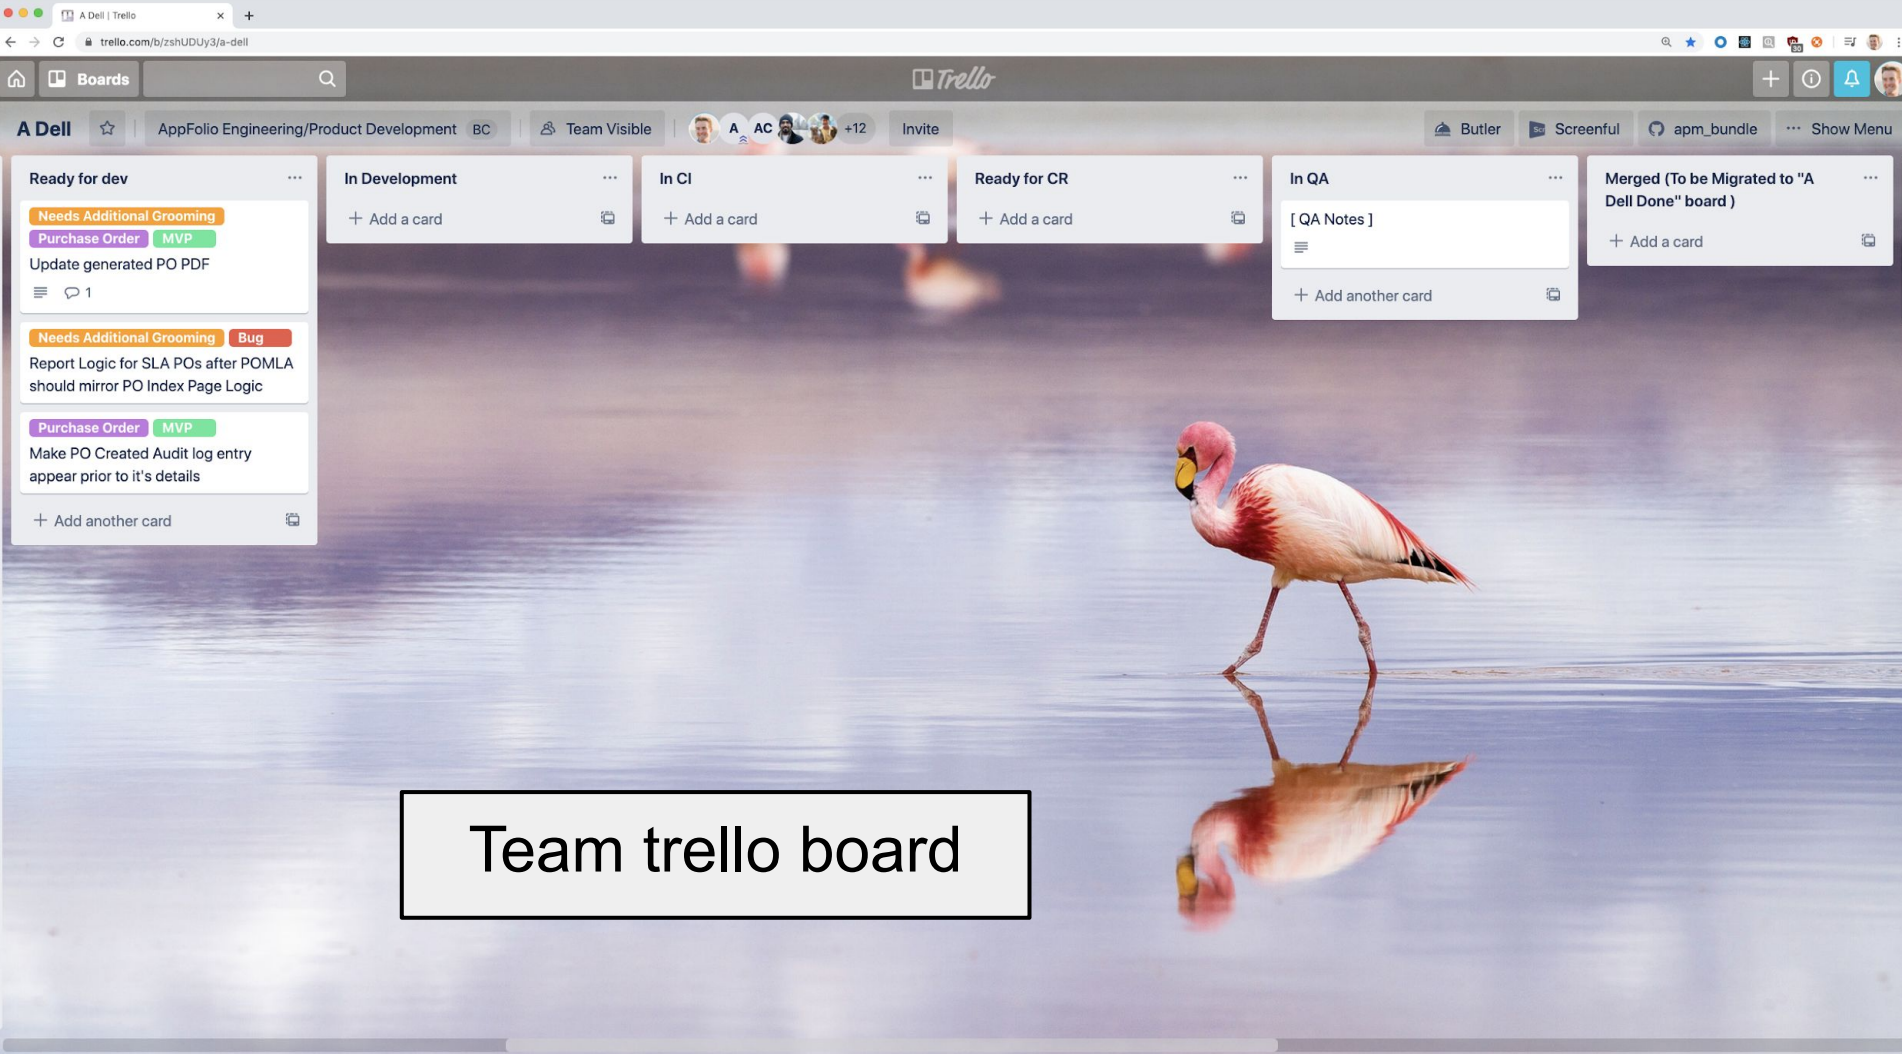 A Dell | Trello
trello.com/b/zshUDUy3/a-dell
30
Boards
Trello
A Dell
AppFolio Engineering/Product Development BC
Team Visible
A AC +12
Invite
Butler
Screenful
apm_bundle
Show Menu
Ready for dev
Needs Additional Grooming
Purchase Order MVP
Update generated PO PDF
1
Needs Additional Grooming Bug
Report Logic for SLA POs after POMLA
should mirror PO Index Page Logic
Purchase Order MVP
Make PO Created Audit log entry
appear prior to it's details
+ Add another card
In Development
+ Add a card
In CI
+ Add a card
Ready for CR
+ Add a card
In QA
[ QA Notes ]
+ Add another card
Merged (To be Migrated to "A
Dell Done" board )
+ Add a card
Team trello board